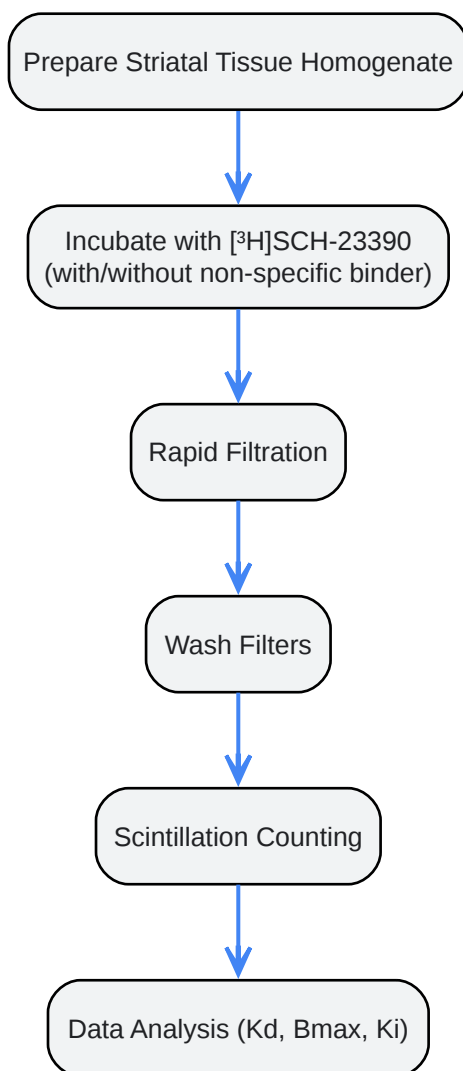 Prepare Striatal Tissue Homogenate
Incubate with [³H]SCH-23390
(with/without non-specific binder)
Rapid Filtration
Wash Filters
Scintillation Counting
Data Analysis (Kd, Bmax, Ki)